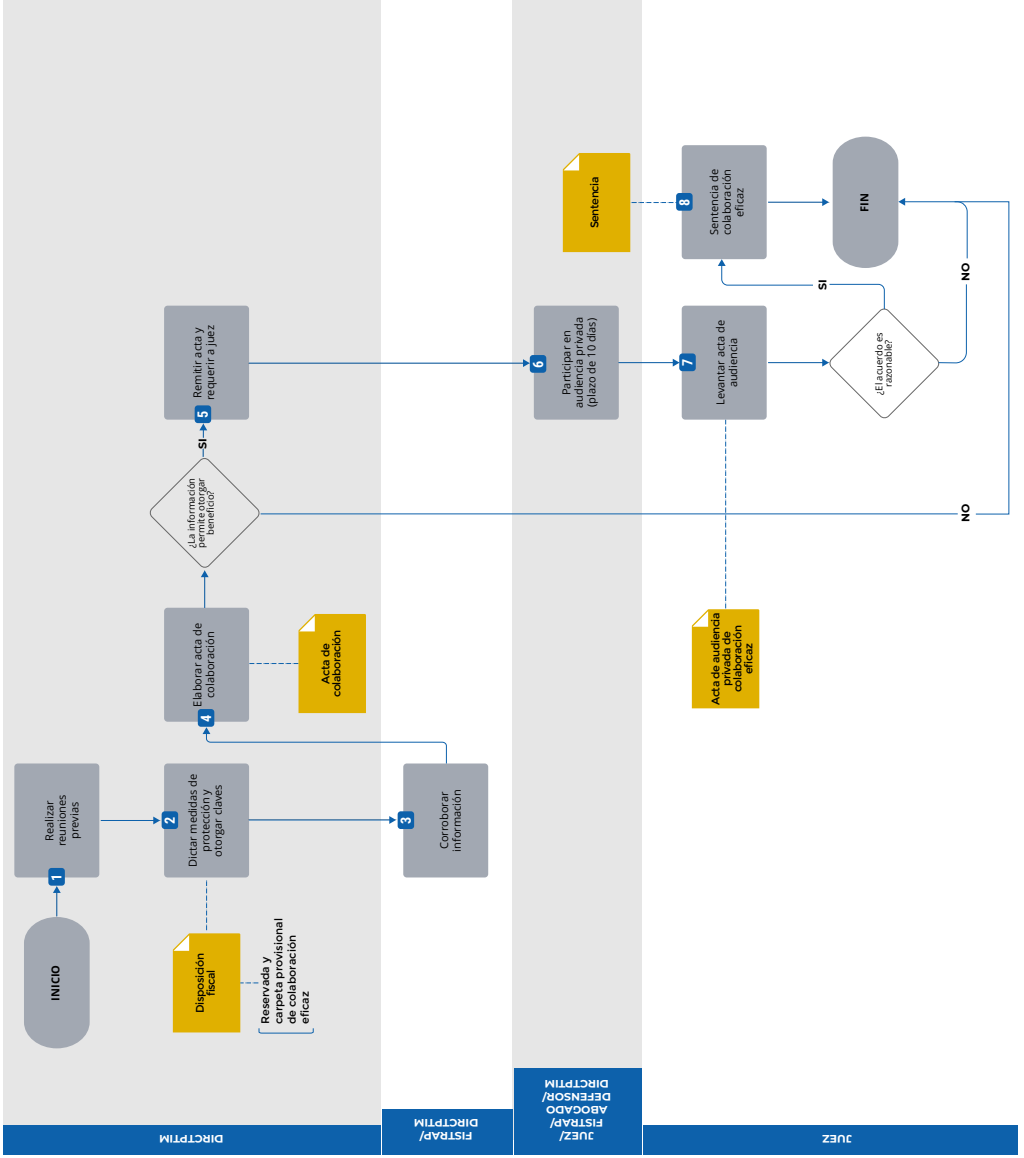 DIRCTPTIM
INICIO
1
Realizar
reuniones
previas
2
Dictar medidas de
protección y
otorgar claves
Disposición
fiscal
Reservada y
carpeta provisional
de colaboración
eficaz
4
Elaborar acta de
colaboración
Acta de
colaboración
¿La información
permite otorgar
beneficio?
SI
NO
5
Remitir acta y
requerir a juez
FISTRAP/
DIRCTPTIM
3
Corroborar
información
JUEZ/
FISTRAP/
ABOGADO
DEFENSOR/
DIRCTPTIM
6
Participar en
audiencia privada
(plazo de 10 días)
Sentencia
JUEZ
7
Levantar acta de
audiencia
Acta de audiencia
privada de
colaboración
eficaz
¿El acuerdo es
razonable?
SI
NO
8
Sentencia de
colaboración
eficaz
FIN